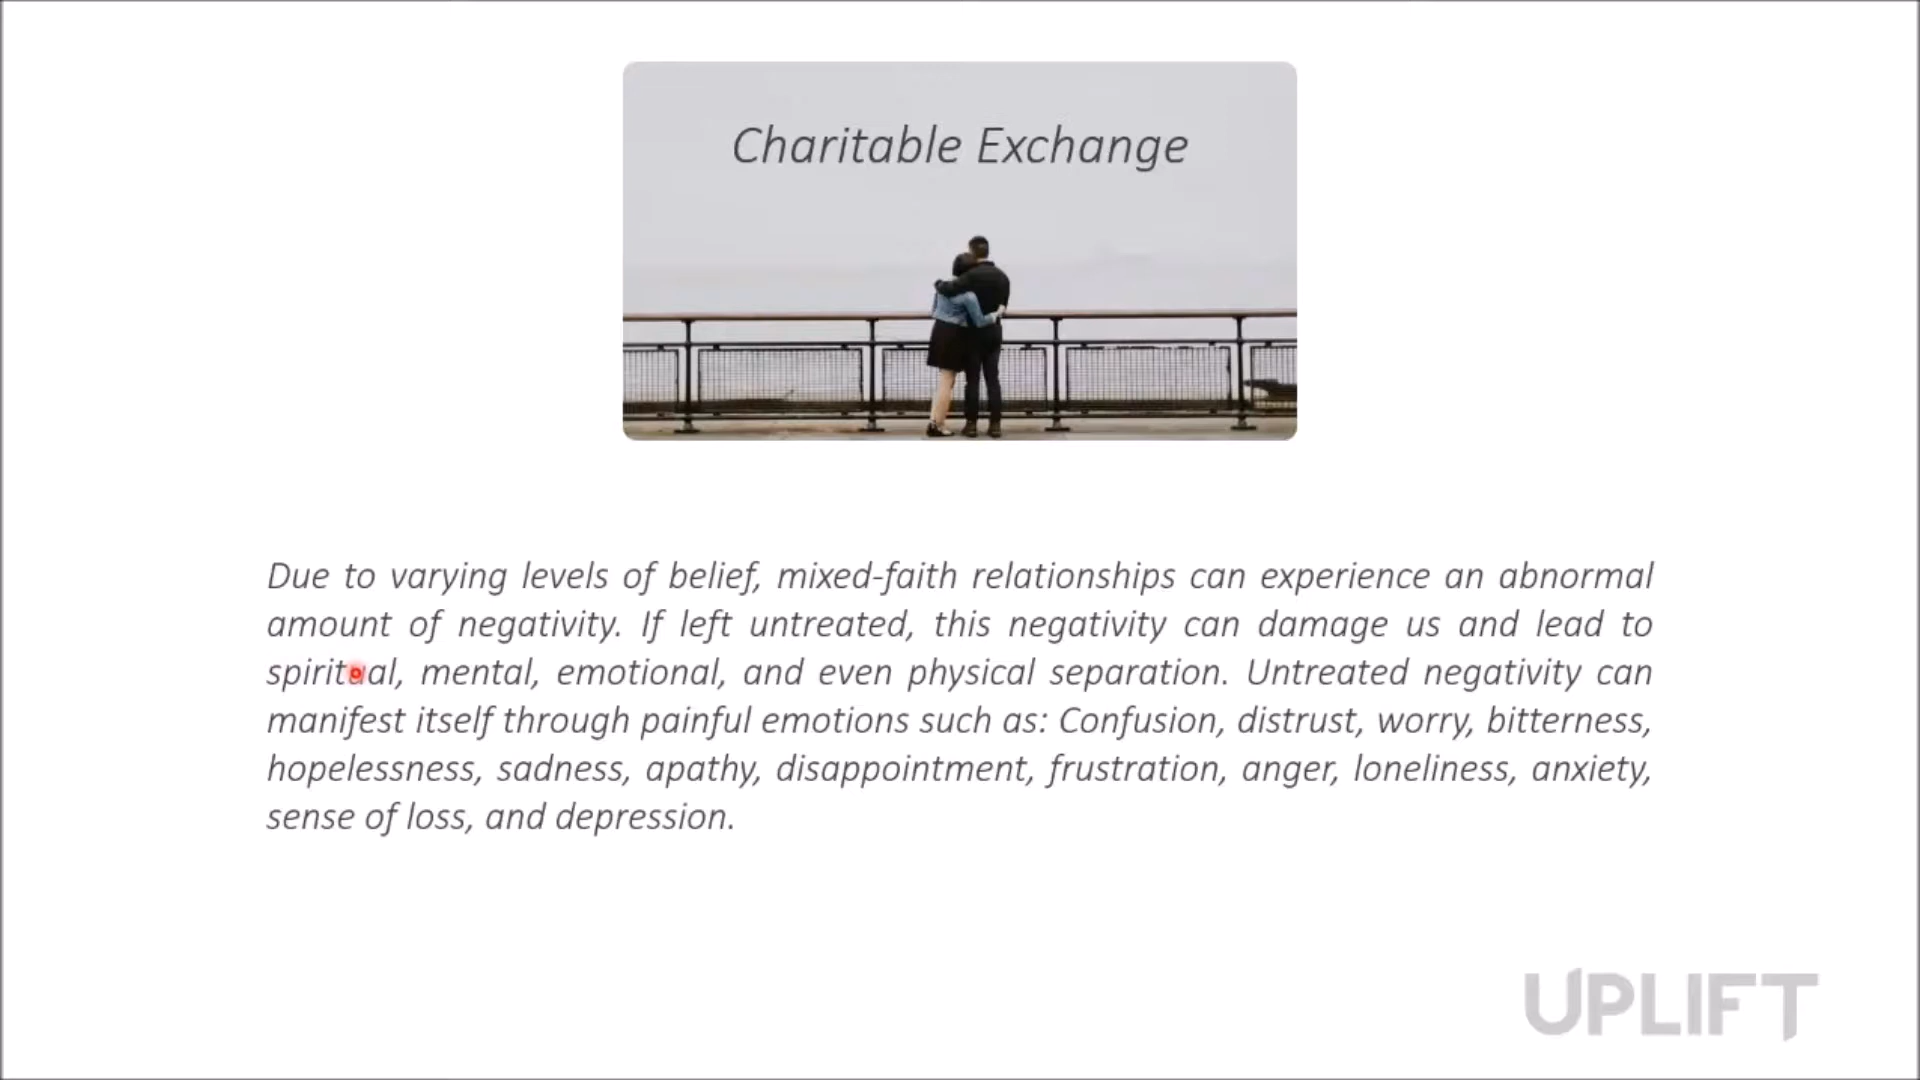 Charitable Exchange
Due to varying levels of belief, mixed-faith relationships can experience an abnormal
amount of negativity. If left untreated, this negativity can damage us and lead to
spiritual, mental, emotional, and even physical separation. Untreated negativity can
manifest itself through painful emotions such as: Confusion, distrust, worry, bitterness,
hopelessness, sadness, apathy, disappointment, frustration, anger, loneliness, anxiety,
sense of loss, and depression.
UPLIFT